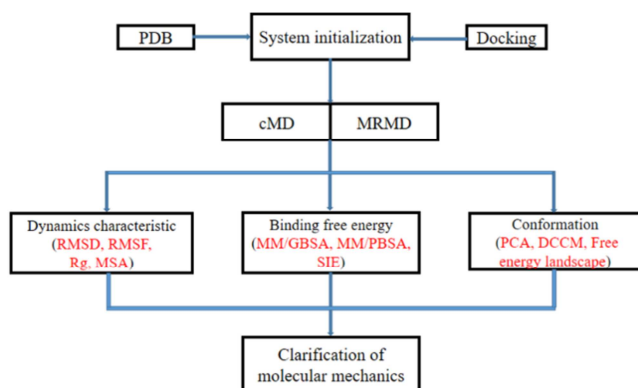 PDB
System initialization
Docking
cMD
MRMD
Dynamics characteristic
(RMSD, RMSF,
Rg, MSA)
Binding free energy
(MM/GBSA, MM/PBSA,
SIE)
Conformation
(PCA, DCCM, Free
energy landscape)
Clarification of
molecular mechanics